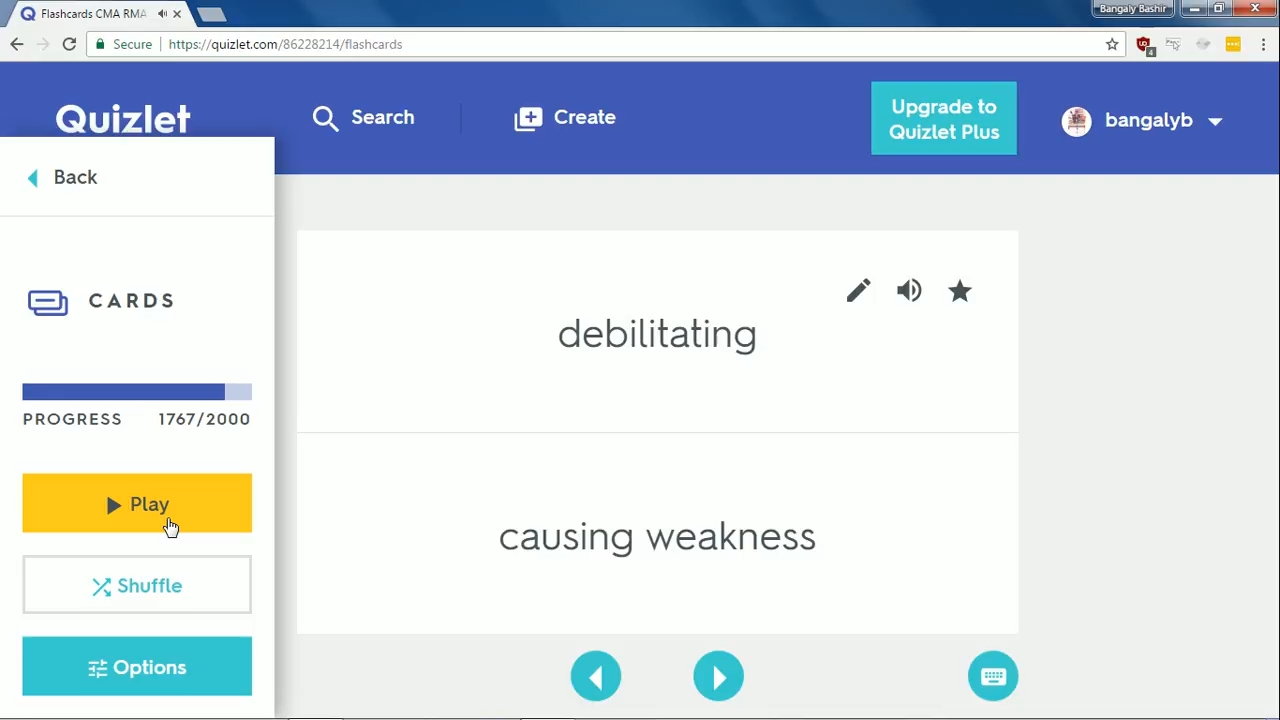 Flashcards CMA RMA
Bangaly Bashir
Secure
https://quizlet.com/86228214/flashcards
4
Quizlet
Search
Create
Upgrade to
Quizlet Plus
bangalyb
Back
CARDS
PROGRESS 1767/2000
Play
Shuffle
Options
debilitating
causing weakness